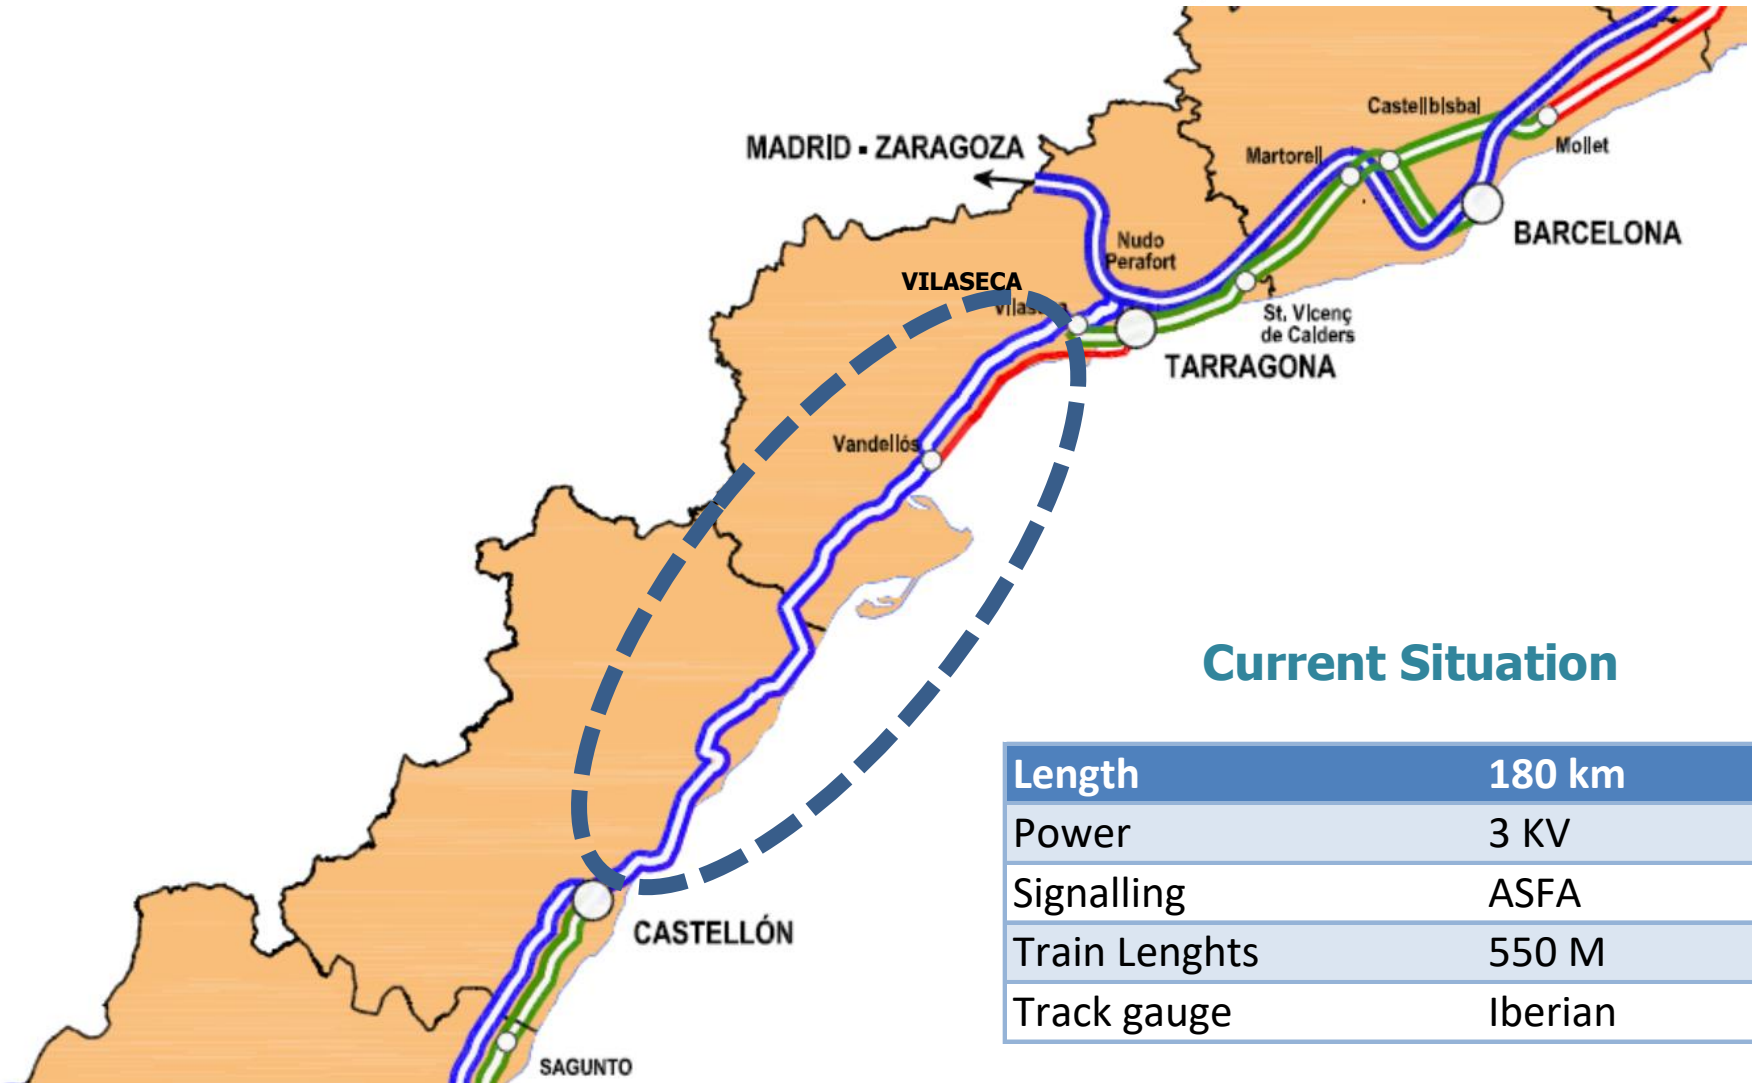 Castellbisbal
MADRID - ZARAGOZA
Martorell
Mollet
BARCELONA
Nudo
Perafort
VILASECA
St. Vicenç
de Calders
TARRAGONA
Vandellós
Current Situation
Length 180 km
Power 3 KV
Signalling ASFA
CASTELLÓN
Train Lenghts 550 M
Track gauge Iberian
SAGUNTO